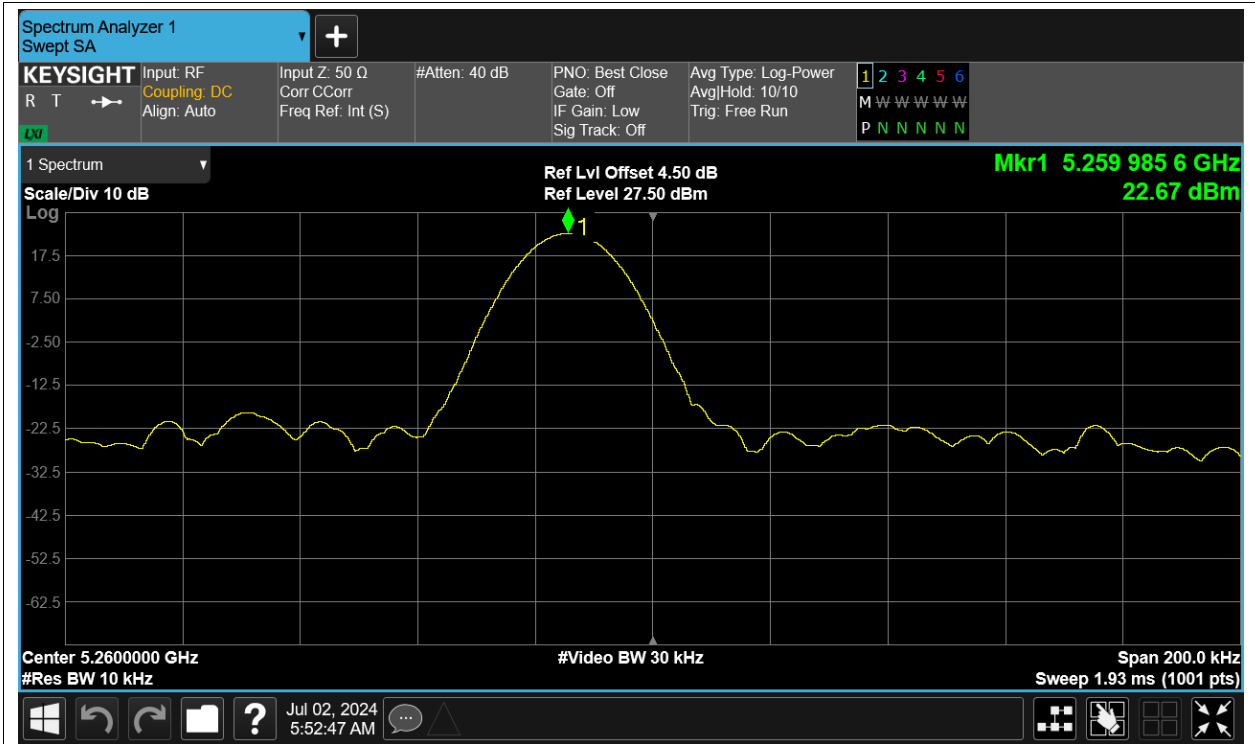 Spectrum Analyzer 1
Swept SA
+
KEYSIGHT
R T
LXI
Input: RF
Coupling: DC
Align: Auto
Input Z: 50 Ω
Corr CCorr
Freq Ref: Int (S)
#Atten: 40 dB
PNO: Best Close
Gate: Off
IF Gain: Low
Sig Track: Off
Avg Type: Log-Power
Avg|Hold: 10/10
Trig: Free Run
1 2 3 4 5 6
M W W W W W
P N N N N N
1 Spectrum
Scale/Div 10 dB
Log
Ref Lvl Offset 4.50 dB
Ref Level 27.50 dBm
Mkr1 5.259 985 6 GHz
22.67 dBm
1
17.5
7.50
-2.50
-12.5
-22.5
-32.5
-42.5
-52.5
-62.5
Center 5.2600000 GHz
#Res BW 10 kHz
#Video BW 30 kHz
Span 200.0 kHz
Sweep 1.93 ms (1001 pts)
?
Jul 02, 2024
5:52:47 AM